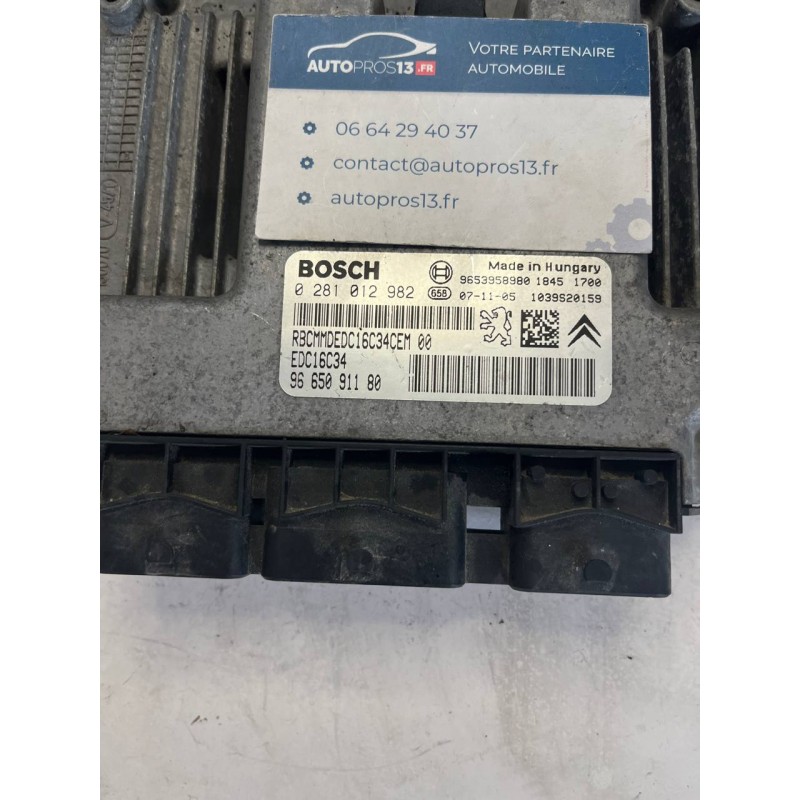 VOTRE PARTENAIRE
AUTOMOBILE
AUTOPROS13.FR
06 64 29 40 37
contact@autopros13.fr
autopros13.fr
BOSCH
Made in Hungary
9653958980 1845 1700
0 281 012 982
658
07-11-05
1039S20159
RBCMMDEDC16C34CEM 00
EDC16C34
96 650 911 80